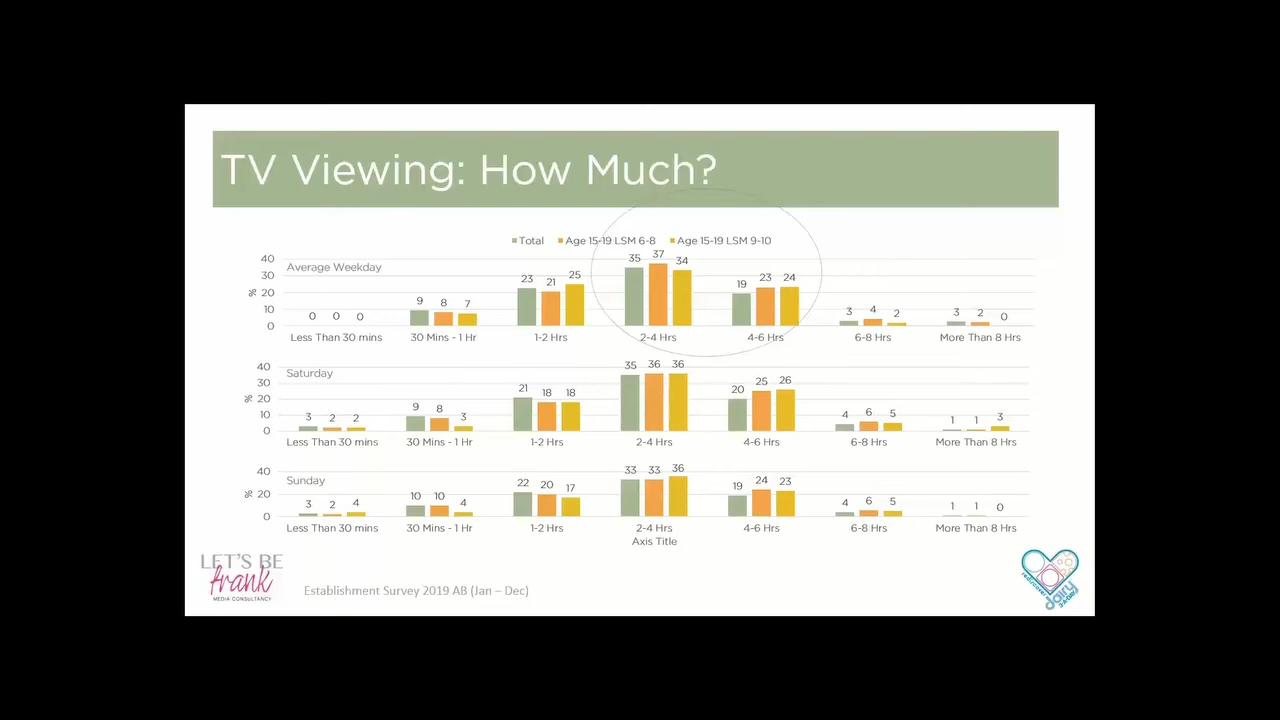 TV Viewing: How Much?
Total Age 15-19 LSM 6-8 Age 15-19 LSM 9-10
Average Weekday
%
40
30
20
10
0
0 0 0 9 8 7 23 21 25 35 37 34 19 23 24 3 4 2 3 2 0
Less Than 30 mins 30 Mins - 1 Hr 1-2 Hrs 2-4 Hrs 4-6 Hrs 6-8 Hrs More Than 8 Hrs
Saturday
%
40
30
20
10
0
3 2 2 9 8 3 21 18 18 35 36 36 20 25 26 4 6 5 1 1 3
Less Than 30 mins 30 Mins - 1 Hr 1-2 Hrs 2-4 Hrs 4-6 Hrs 6-8 Hrs More Than 8 Hrs
Sunday
%
40
20
0
3 2 4 10 10 4 22 20 17 33 33 36 19 24 23 4 6 5 1 1 0
Less Than 30 mins 30 Mins - 1 Hr 1-2 Hrs 2-4 Hrs 4-6 Hrs 6-8 Hrs More Than 8 Hrs
Axis Title
LET'S BE
frank
MEDIA CONSULTANCY
Establishment Survey 2019 AB (Jan – Dec)
rediscover
dairy